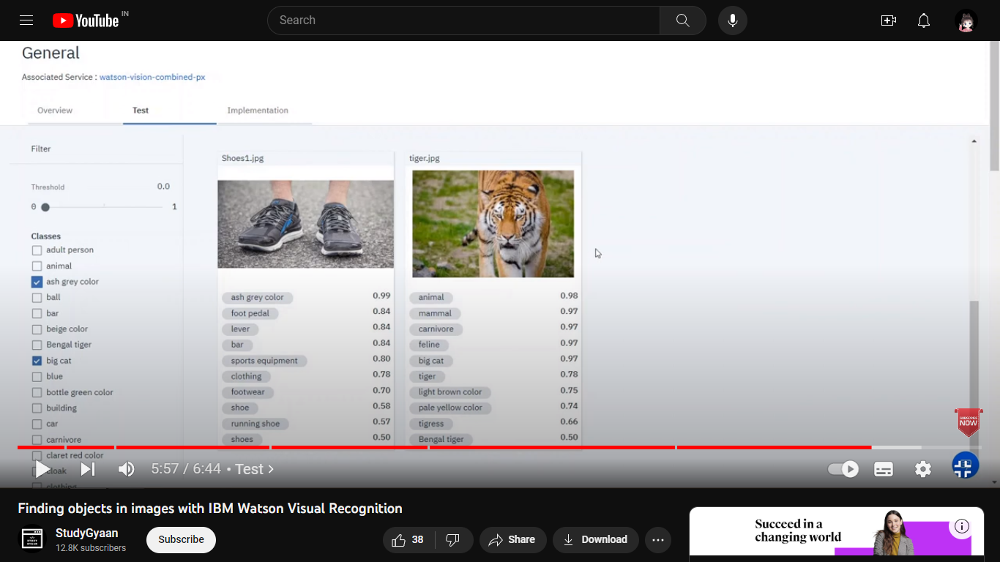 YouTube IN
Search
General
Associated Service : watson-vision-combined-px
Overview Test Implementation
Filter
Threshold 0.0
0 1
Classes
adult person
animal
ash grey color
ball
bar
beige color
Bengal tiger
big cat
blue
bottle green color
building
car
carnivore
claret red color
cloak
clothing
Shoes1.jpg
ash grey color 0.99
foot pedal 0.84
lever 0.84
bar 0.84
sports equipment 0.80
clothing 0.78
footwear 0.70
shoe 0.58
running shoe 0.57
shoes 0.50
tiger.jpg
animal 0.98
mammal 0.97
carnivore 0.97
feline 0.97
big cat 0.97
tiger 0.78
light brown color 0.75
pale yellow color 0.74
tigress 0.66
Bengal tiger 0.50
SUBSCRIBE
NOW
5:57 / 6:44 • Test
Finding objects in images with IBM Watson Visual Recognition
StudyGyaan
12.8K subscribers
Subscribe
38
Share
Download
Succeed in a
changing world